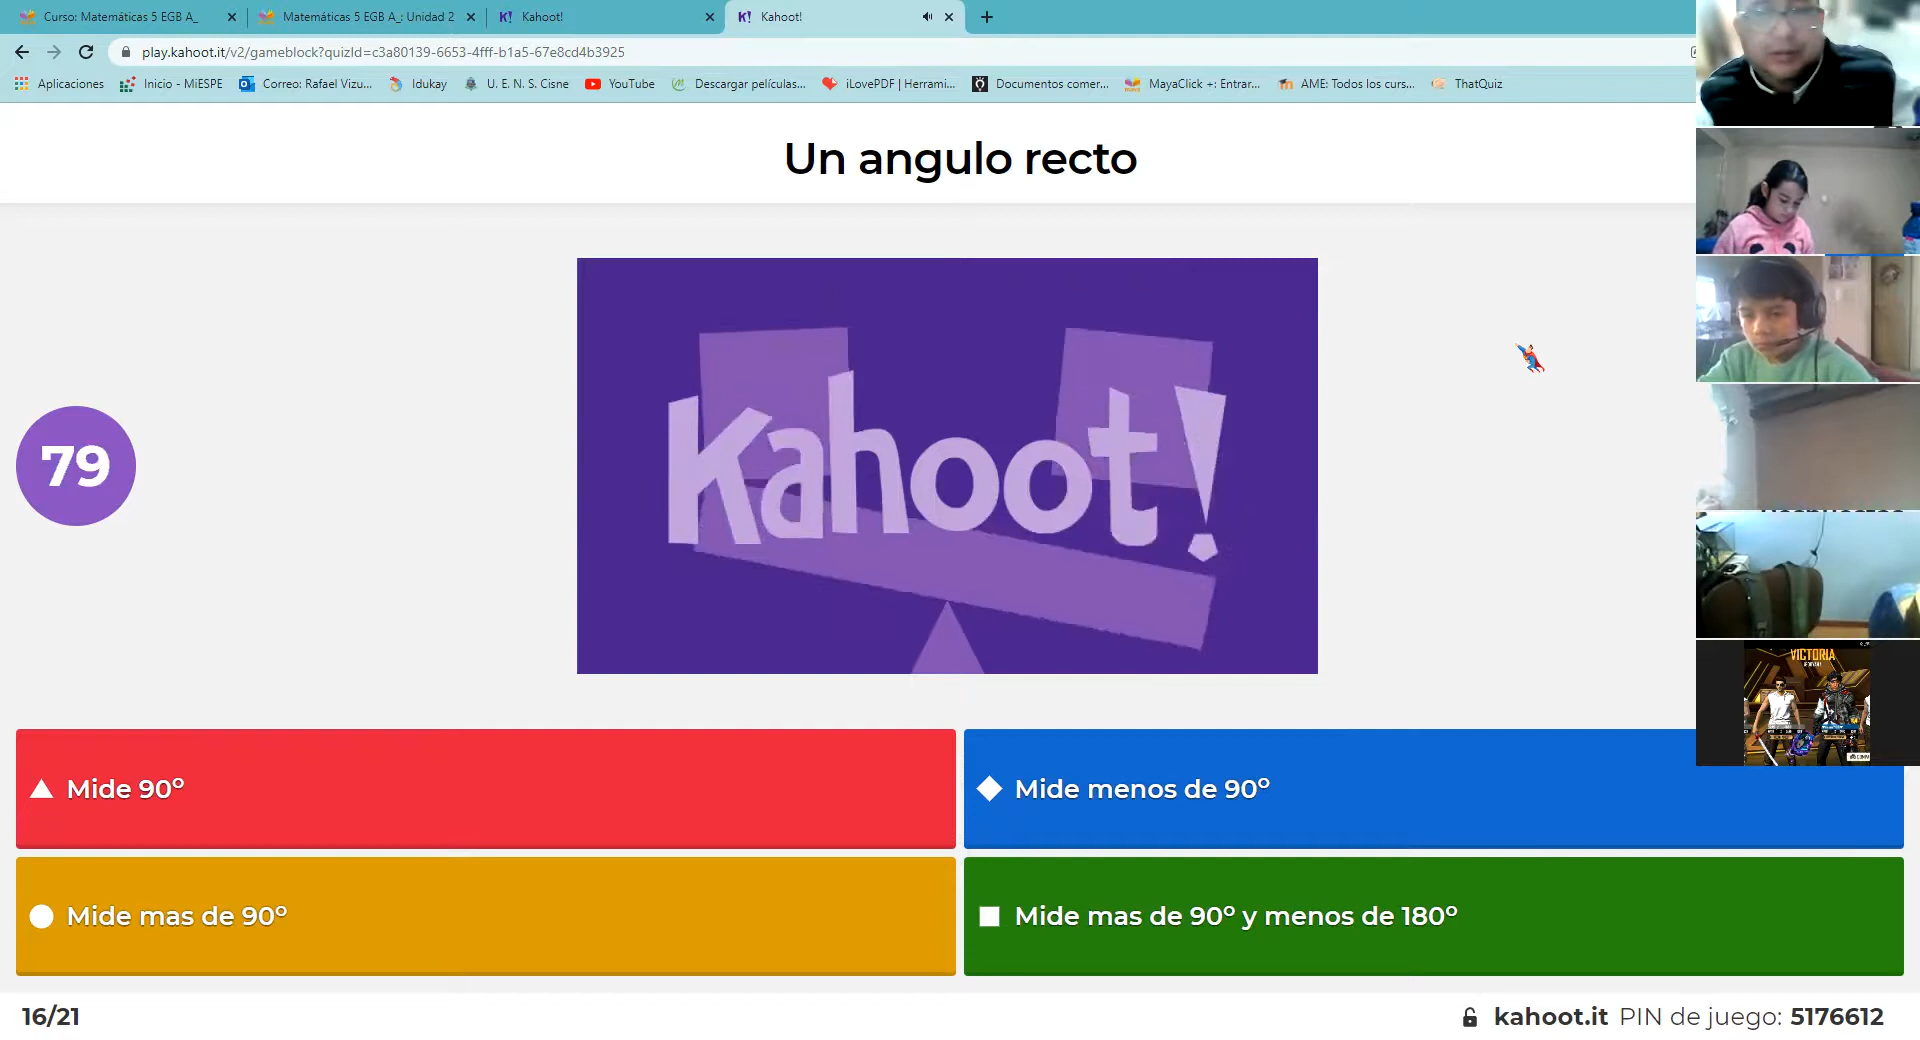 Curso: Matemáticas 5 EGB A_
Matemáticas 5 EGB A_: Unidad 2
Kahoot!
Kahoot!
play.kahoot.it/v2/gameblock?quizId=c3a80139-6653-4fff-b1a5-67e8cd4b3925
Aplicaciones
Inicio - MiESPE
Correo: Rafael Vizu...
Idukay
U. E. N. S. Cisne
YouTube
Descargar películas...
iLovePDF | Herrami...
Documentos comer...
MayaClick +: Entrar...
AME: Todos los curs...
ThatQuiz
Un angulo recto
79
Kahoot!
VICTORIA
Mide 90º
Mide menos de 90º
Mide mas de 90º
Mide mas de 90º y menos de 180º
16/21
kahoot.it PIN de juego: 5176612